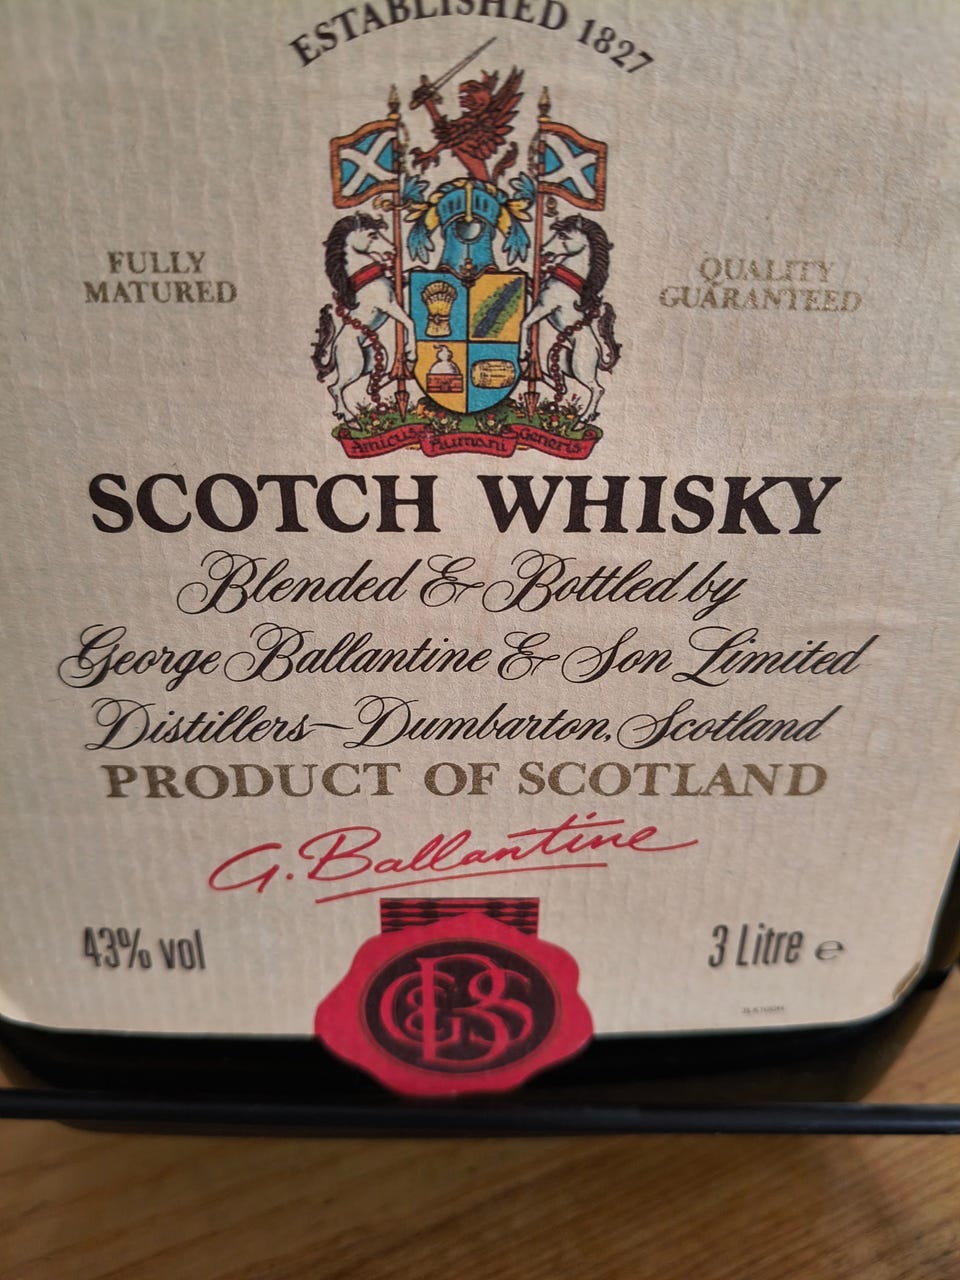 ESTABLISHED 1827
FULLY
MATURED
QUALITY
GUARANTEED
Amicus Humani Generis
SCOTCH WHISKY
Blended & Bottled by
George Ballantine & Son Limited
Distillers–Dumbarton, Scotland
PRODUCT OF SCOTLAND
G. Ballantine
43% vol
3 Litre e
GB&S